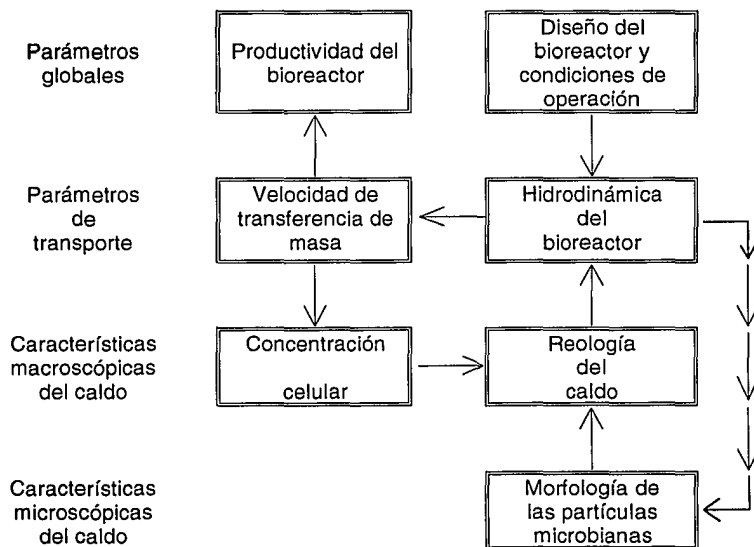 Parámetros
globales
Productividad del
bioreactor
Diseño del
bioreactor y
condiciones de
operación
Parámetros
de
transporte
Velocidad de
transferencia de
masa
Hidrodinámica
del
bioreactor
Características
macroscópicas
del caldo
Concentración
celular
Reología
del
caldo
Características
microscópicas
del caldo
Morfología de
las partículas
microbianas